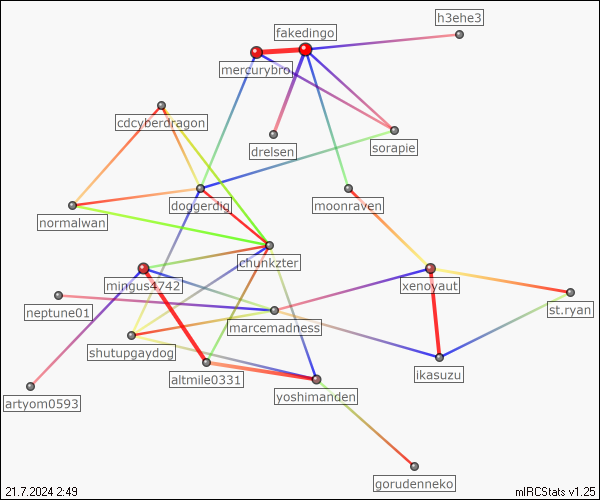 h3ehe3
fakedingo
mercurybro
cdcyberdragon
drelsen
sorapie
doggerdig
moonraven
normalwan
chunkzter
mingus4742
xenoyaut
neptune01
st.ryan
marcemadness
shutupgaydog
ikasuzu
altmile0331
yoshimanden
artyom0593
gorudenneko
21.7.2024 2:49
mIRCStats v1.25